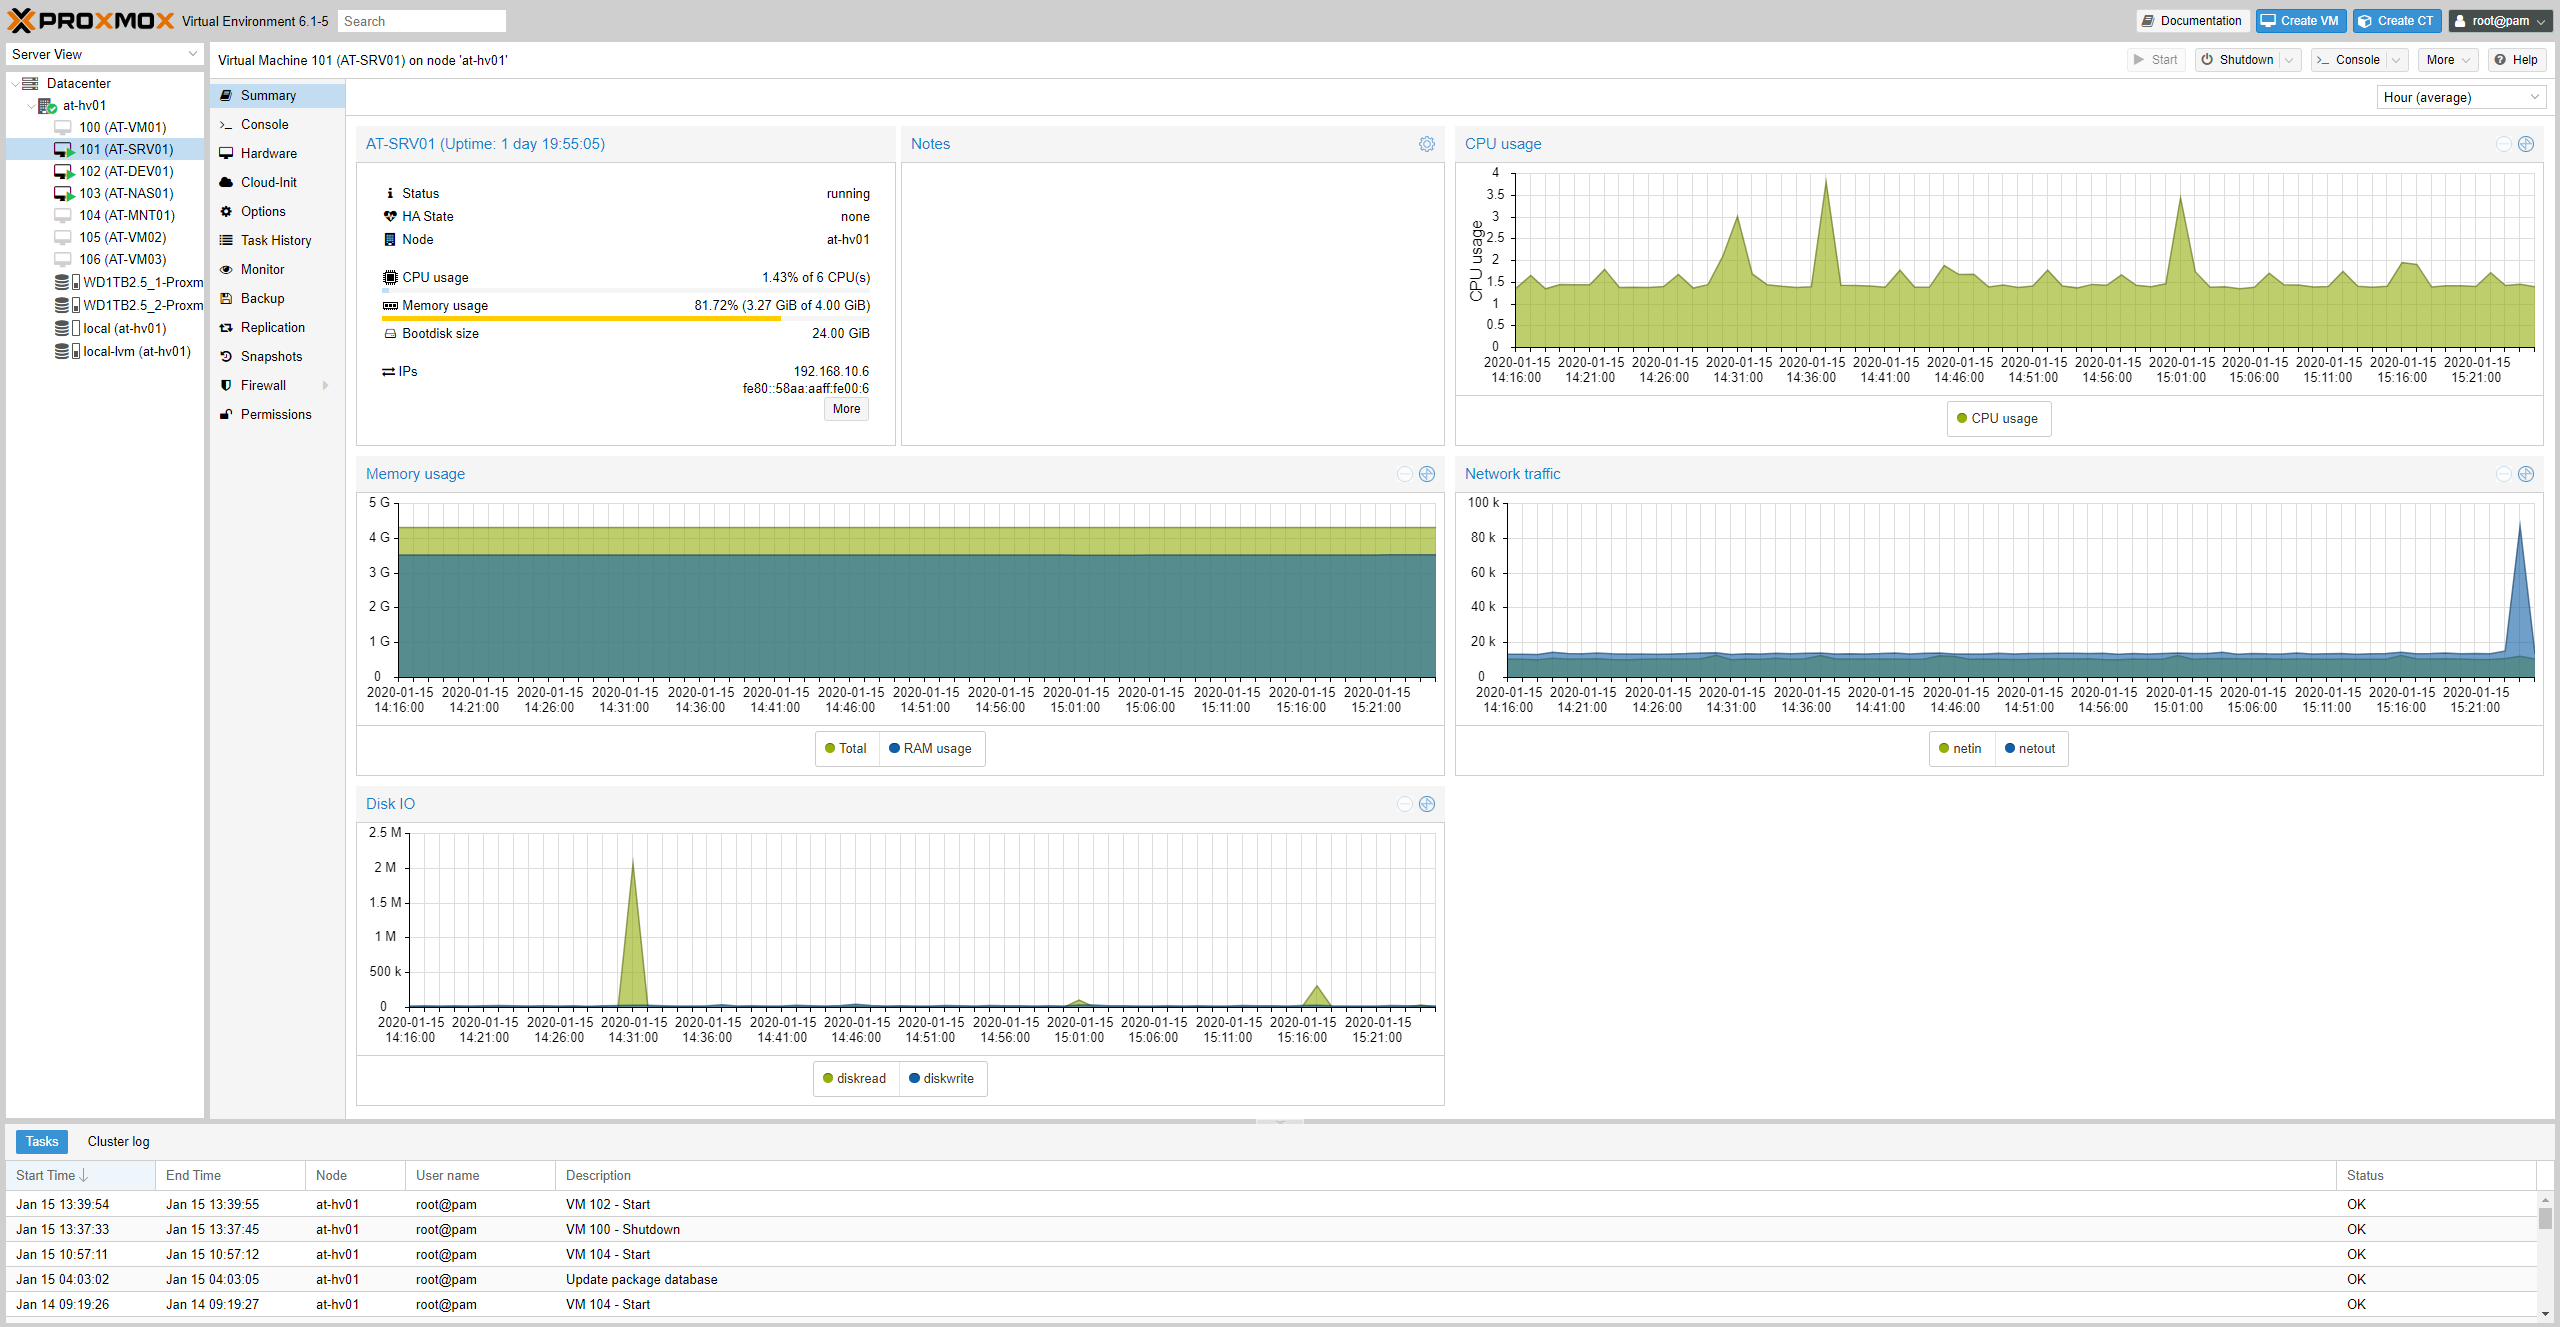 PROXMOX Virtual Environment 6.1-5 Search Documentation Create VM Create CT root@pam
Server View
Datacenter
at-hv01
100 (AT-VM01)
101 (AT-SRV01)
102 (AT-DEV01)
103 (AT-NAS01)
104 (AT-MNT01)
105 (AT-VM02)
106 (AT-VM03)
WD1TB2.5_1-Proxm
WD1TB2.5_2-Proxm
local (at-hv01)
local-lvm (at-hv01)
Virtual Machine 101 (AT-SRV01) on node 'at-hv01' Start Shutdown Console More Help
Summary
Console
Hardware
Cloud-Init
Options
Task History
Monitor
Backup
Replication
Snapshots
Firewall
Permissions
Hour (average)
AT-SRV01 (Uptime: 1 day 19:55:05)
Status running
HA State none
Node at-hv01
CPU usage 1.43% of 6 CPU(s)
Memory usage 81.72% (3.27 GiB of 4.00 GiB)
Bootdisk size 24.00 GiB
IPs 192.168.10.6
fe80::58aa:aaff:fe00:6
More
Notes
CPU usage
CPU usage
4
3.5
3
2.5
2
1.5
1
0.5
0
2020-01-15 2020-01-15 2020-01-15 2020-01-15 2020-01-15 2020-01-15 2020-01-15 2020-01-15 2020-01-15 2020-01-15 2020-01-15 2020-01-15 2020-01-15 2020-01-15
14:16:00 14:21:00 14:26:00 14:31:00 14:36:00 14:41:00 14:46:00 14:51:00 14:56:00 15:01:00 15:06:00 15:11:00 15:16:00 15:21:00
CPU usage
Memory usage
5 G
4 G
3 G
2 G
1 G
0
2020-01-15 2020-01-15 2020-01-15 2020-01-15 2020-01-15 2020-01-15 2020-01-15 2020-01-15 2020-01-15 2020-01-15 2020-01-15 2020-01-15 2020-01-15 2020-01-15
14:16:00 14:21:00 14:26:00 14:31:00 14:36:00 14:41:00 14:46:00 14:51:00 14:56:00 15:01:00 15:06:00 15:11:00 15:16:00 15:21:00
Total RAM usage
Network traffic
100 k
80 k
60 k
40 k
20 k
0
2020-01-15 2020-01-15 2020-01-15 2020-01-15 2020-01-15 2020-01-15 2020-01-15 2020-01-15 2020-01-15 2020-01-15 2020-01-15 2020-01-15 2020-01-15 2020-01-15
14:16:00 14:21:00 14:26:00 14:31:00 14:36:00 14:41:00 14:46:00 14:51:00 14:56:00 15:01:00 15:06:00 15:11:00 15:16:00 15:21:00
netin netout
Disk IO
2.5 M
2 M
1.5 M
1 M
500 k
0
2020-01-15 2020-01-15 2020-01-15 2020-01-15 2020-01-15 2020-01-15 2020-01-15 2020-01-15 2020-01-15 2020-01-15 2020-01-15 2020-01-15 2020-01-15 2020-01-15
14:16:00 14:21:00 14:26:00 14:31:00 14:36:00 14:41:00 14:46:00 14:51:00 14:56:00 15:01:00 15:06:00 15:11:00 15:16:00 15:21:00
diskread diskwrite
Tasks Cluster log
Start Time End Time Node User name Description Status
Jan 15 13:39:54 Jan 15 13:39:55 at-hv01 root@pam VM 102 - Start OK
Jan 15 13:37:33 Jan 15 13:37:45 at-hv01 root@pam VM 100 - Shutdown OK
Jan 15 10:57:11 Jan 15 10:57:12 at-hv01 root@pam VM 104 - Start OK
Jan 15 04:03:02 Jan 15 04:03:05 at-hv01 root@pam Update package database OK
Jan 14 09:19:26 Jan 14 09:19:27 at-hv01 root@pam VM 104 - Start OK